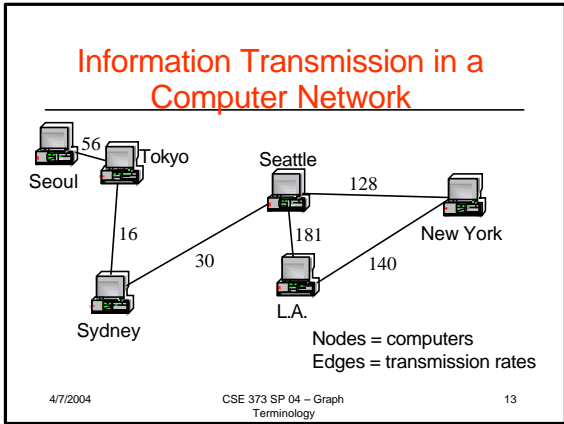 Information Transmission in a
Computer Network
56
Tokyo
Seoul
Seattle
128
New York
16
30
181
140
Sydney
L.A.
Nodes = computers
Edges = transmission rates
4/7/2004
CSE 373 SP 04 – Graph
Terminology
13